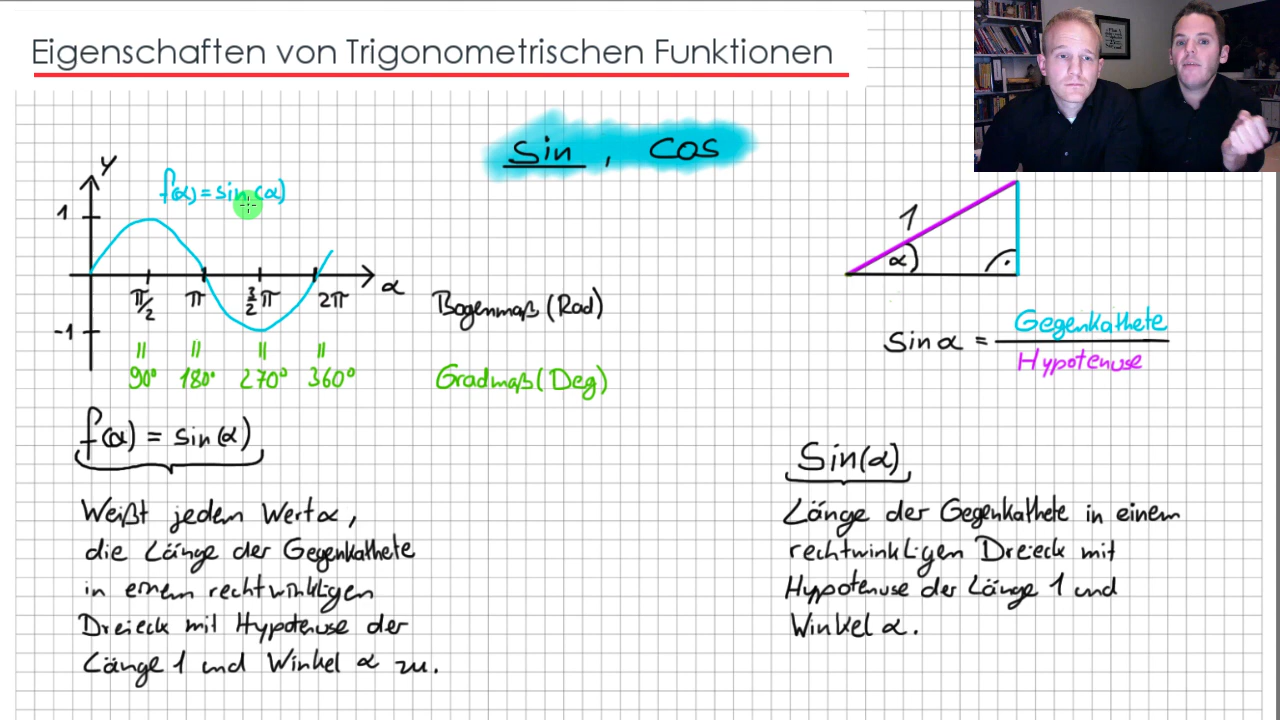 Eigenschaften von Trigonometrischen Funktionen
Sin , Cos
y
f(α)=sin(α)
1
-1
π/2 π 3/2 π 2π α
Bogenmaß (Rad)
= = = =
90° 180° 270° 360°
Gradmaß (Deg)
f(α) = sin(α)
Weißt jedem Wert α,
die Länge der Gegenkathete
in einem rechtwinkligen
Dreieck mit Hypotenuse der
Länge 1 und Winkel α zu.
1
α
Sin α = Gegenkathete
Hypotenuse
Sin(α)
Länge der Gegenkathete in einem
rechtwinkligen Dreieck mit
Hypotenuse der Länge 1 und
Winkel α.